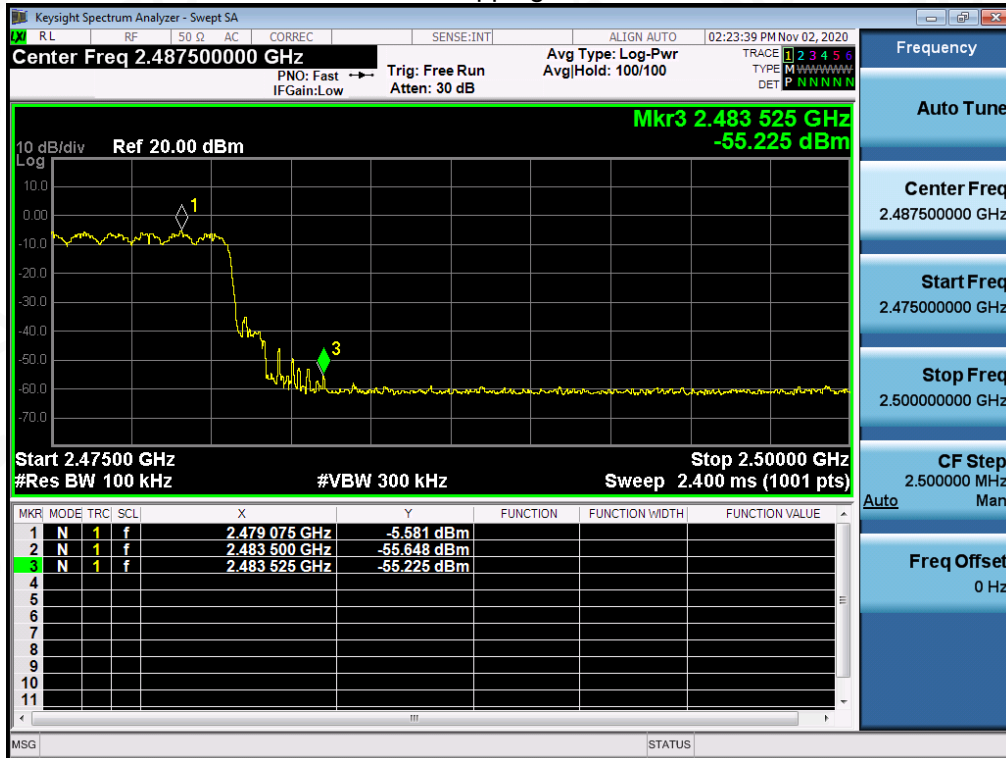 Keysight Spectrum Analyzer - Swept SA
LXI RL RF 50 Ω AC CORREC SENSE:INT ALIGN AUTO 02:23:39 PM Nov 02, 2020
Center Freq 2.487500000 GHz
PNO: Fast
IFGain:Low
Trig: Free Run
Atten: 30 dB
Avg Type: Log-Pwr
Avg|Hold: 100/100
TRACE 1 2 3 4 5 6
TYPE M WWWWW
DET P N N N N N
Mkr3 2.483 525 GHz
-55.225 dBm
10 dB/div Ref 20.00 dBm
Log
10.0
0.00
-10.0
-20.0
-30.0
-40.0
-50.0
-60.0
-70.0
1
3
Start 2.47500 GHz Stop 2.50000 GHz
#Res BW 100 kHz #VBW 300 kHz Sweep 2.400 ms (1001 pts)
MKR MODE TRC SCL X Y FUNCTION FUNCTION WIDTH FUNCTION VALUE
1 N 1 f 2.479 075 GHz -5.581 dBm
2 N 1 f 2.483 500 GHz -55.648 dBm
3 N 1 f 2.483 525 GHz -55.225 dBm
4
5
6
7
8
9
10
11
MSG STATUS
Frequency
Auto Tune
Center Freq
2.487500000 GHz
Start Freq
2.475000000 GHz
Stop Freq
2.500000000 GHz
CF Step
2.500000 MHz
Auto Man
Freq Offset
0 Hz